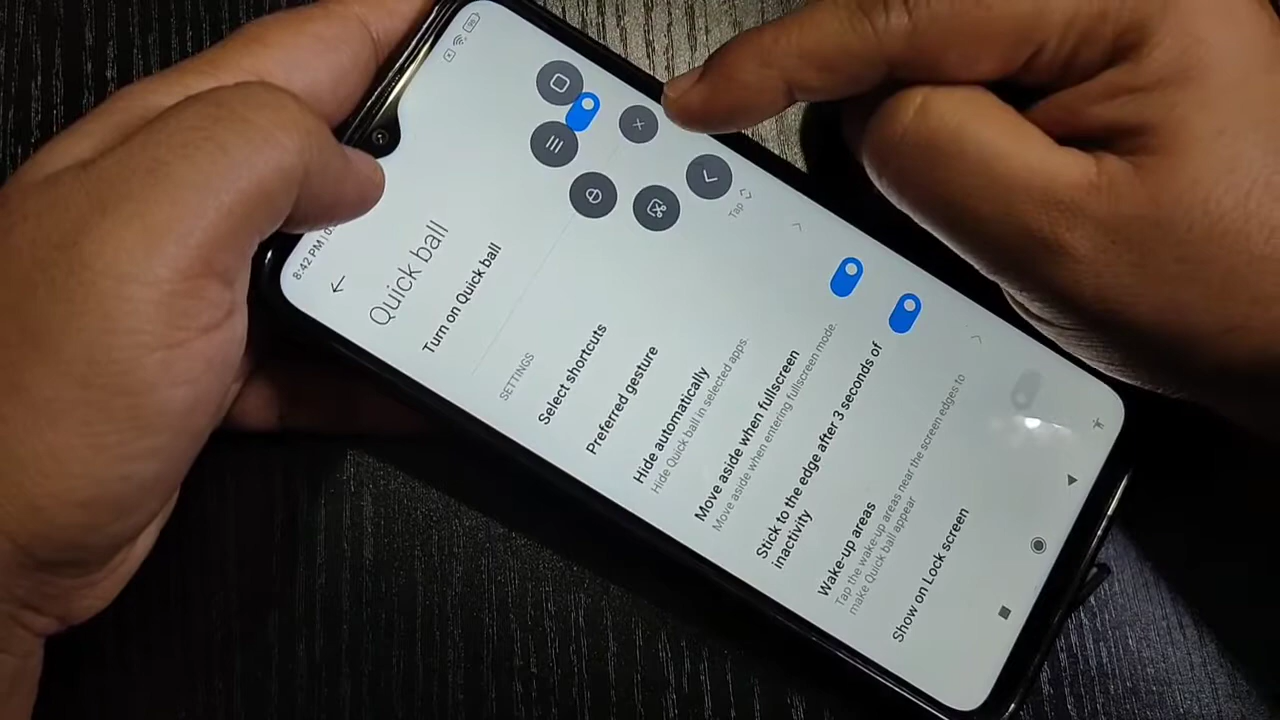 8:42 PM
Quick ball
Turn on Quick ball
SETTINGS
Select shortcuts
Preferred gesture
Tap
Hide automatically
Hide Quick ball in selected apps.
Move aside when fullscreen
Move aside when entering fullscreen mode.
Stick to the edge after 3 seconds of
inactivity
Wake-up areas
Tap the wake-up areas near the screen edges to
make Quick ball appear
Show on Lock screen